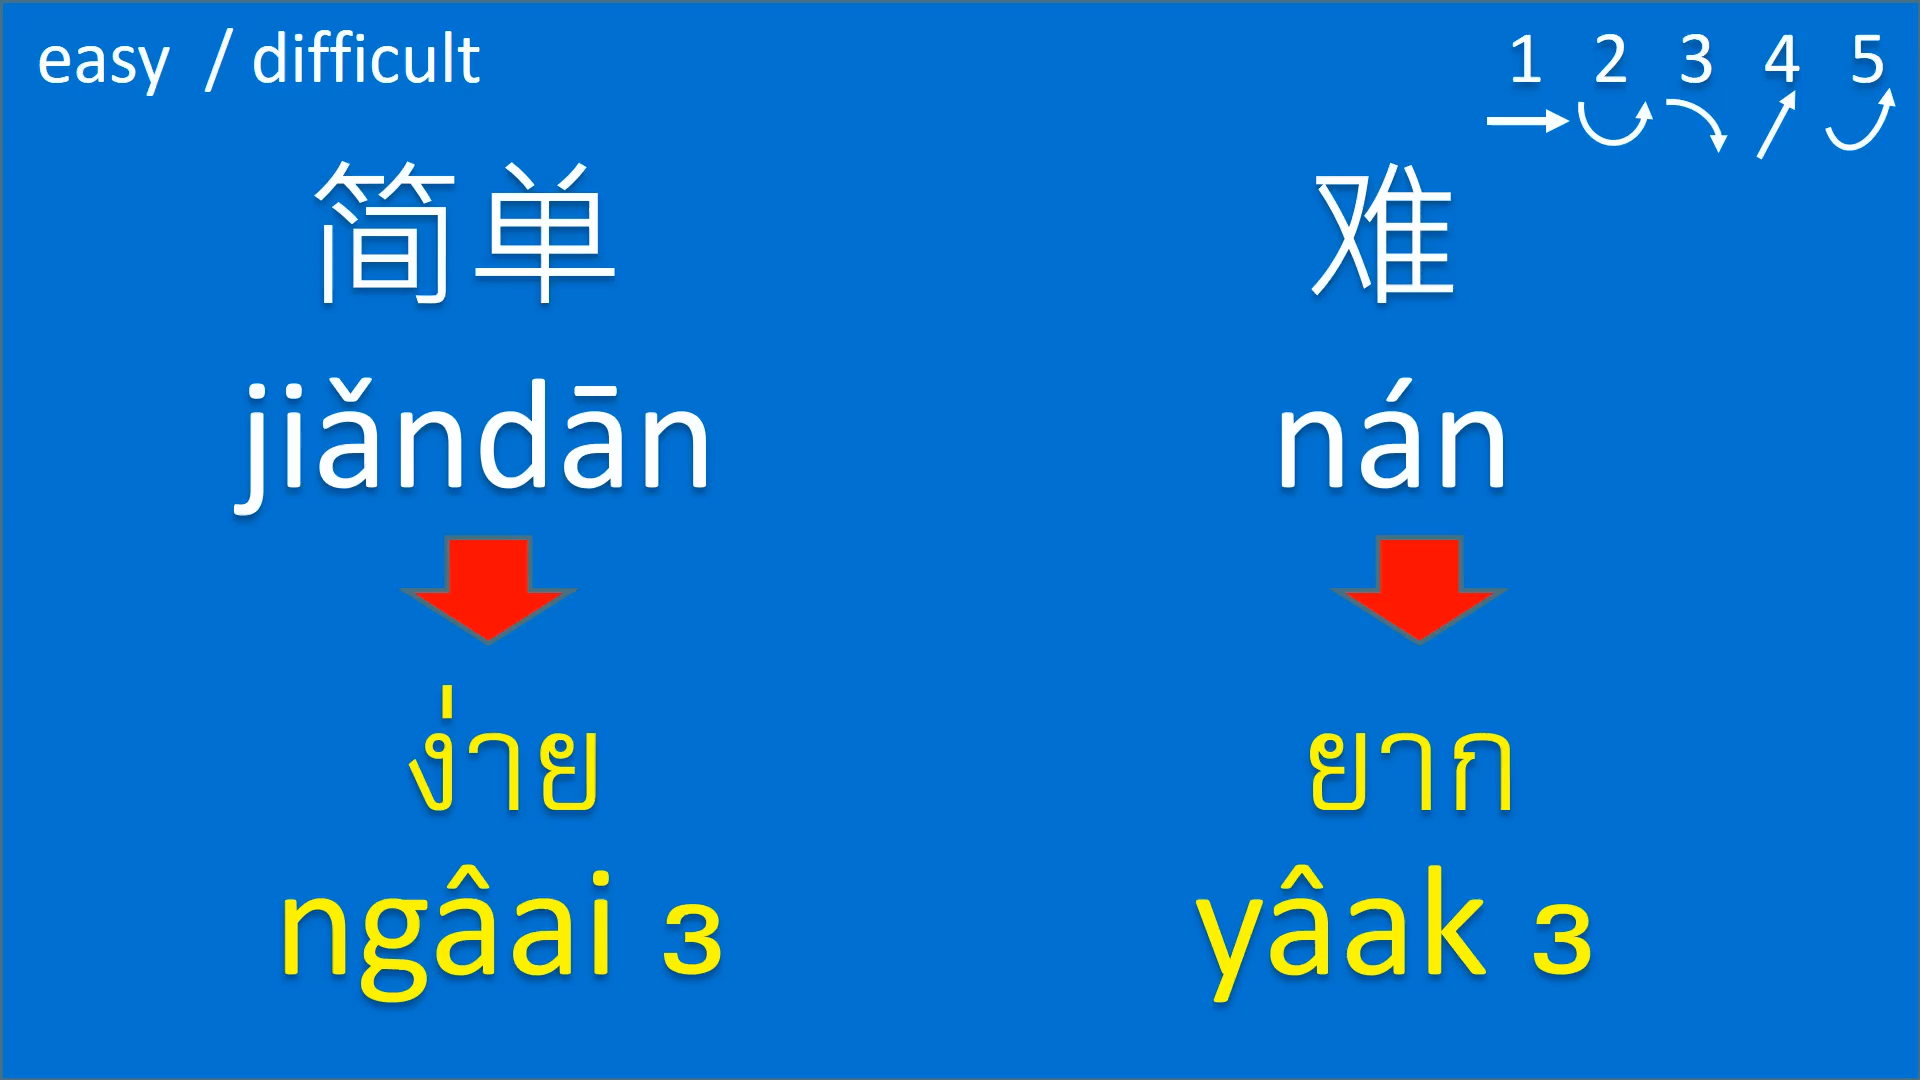 easy / difficult
1 2 3 4 5
简单
难
jiǎndān
nán
ง่าย
ยาก
ngâai 3
yâak 3